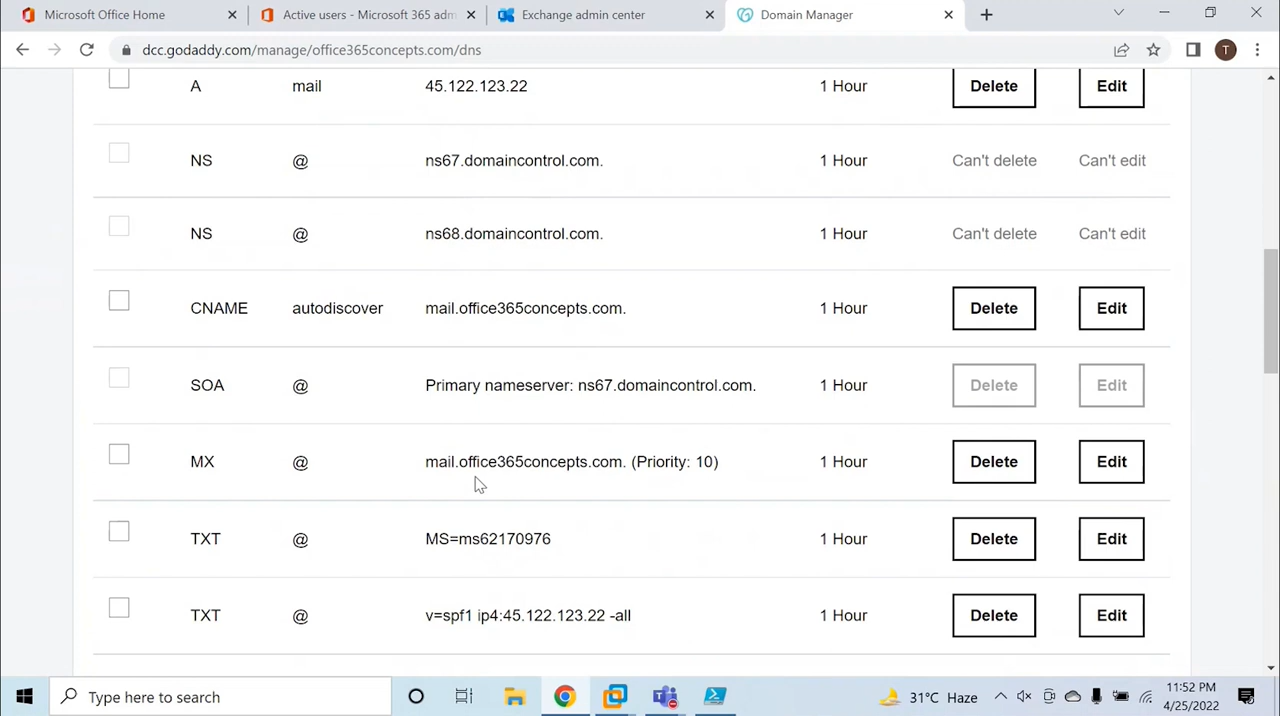 Microsoft Office Home
Active users - Microsoft 365 admi
Exchange admin center
Domain Manager
dcc.godaddy.com/manage/office365concepts.com/dns
T
A mail 45.122.123.22 1 Hour Delete Edit
NS @ ns67.domaincontrol.com. 1 Hour Can't delete Can't edit
NS @ ns68.domaincontrol.com. 1 Hour Can't delete Can't edit
CNAME autodiscover mail.office365concepts.com. 1 Hour Delete Edit
SOA @ Primary nameserver: ns67.domaincontrol.com. 1 Hour Delete Edit
MX @ mail.office365concepts.com. (Priority: 10) 1 Hour Delete Edit
TXT @ MS=ms62170976 1 Hour Delete Edit
TXT @ v=spf1 ip4:45.122.123.22 -all 1 Hour Delete Edit
Type here to search
31°C Haze
11:52 PM
4/25/2022